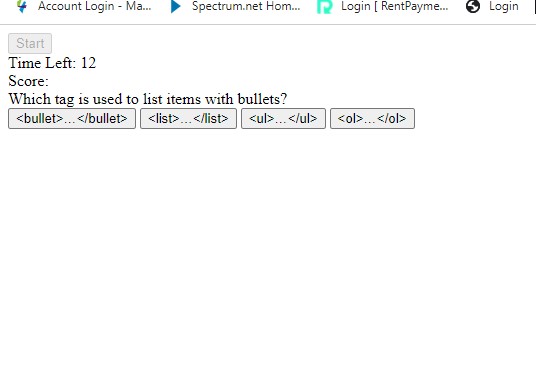 Account Login - Ma... Spectrum.net Hom... Login [ RentPayme... Login
Start
Time Left: 12
Score:
Which tag is used to list items with bullets?
<bullet>...</bullet> <list>...</list> <ul>...</ul> <ol>...</ol>